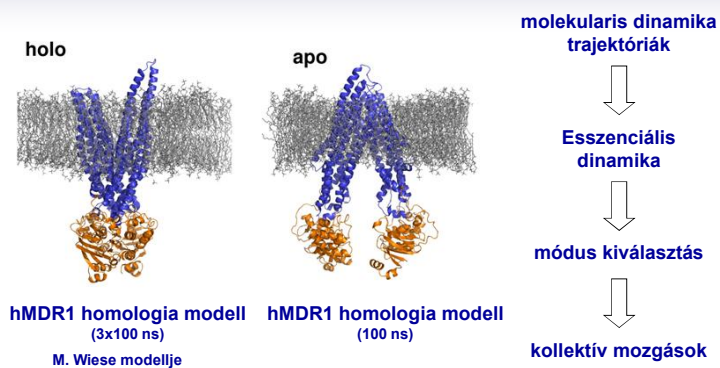 holo
hMDR1 homologia modell
(3x100 ns)
M. Wiese modellje
apo
hMDR1 homologia modell
(100 ns)
molekularis dinamika
trajektóriák
Esszenciális
dinamika
módus kiválasztás
kollektív mozgások